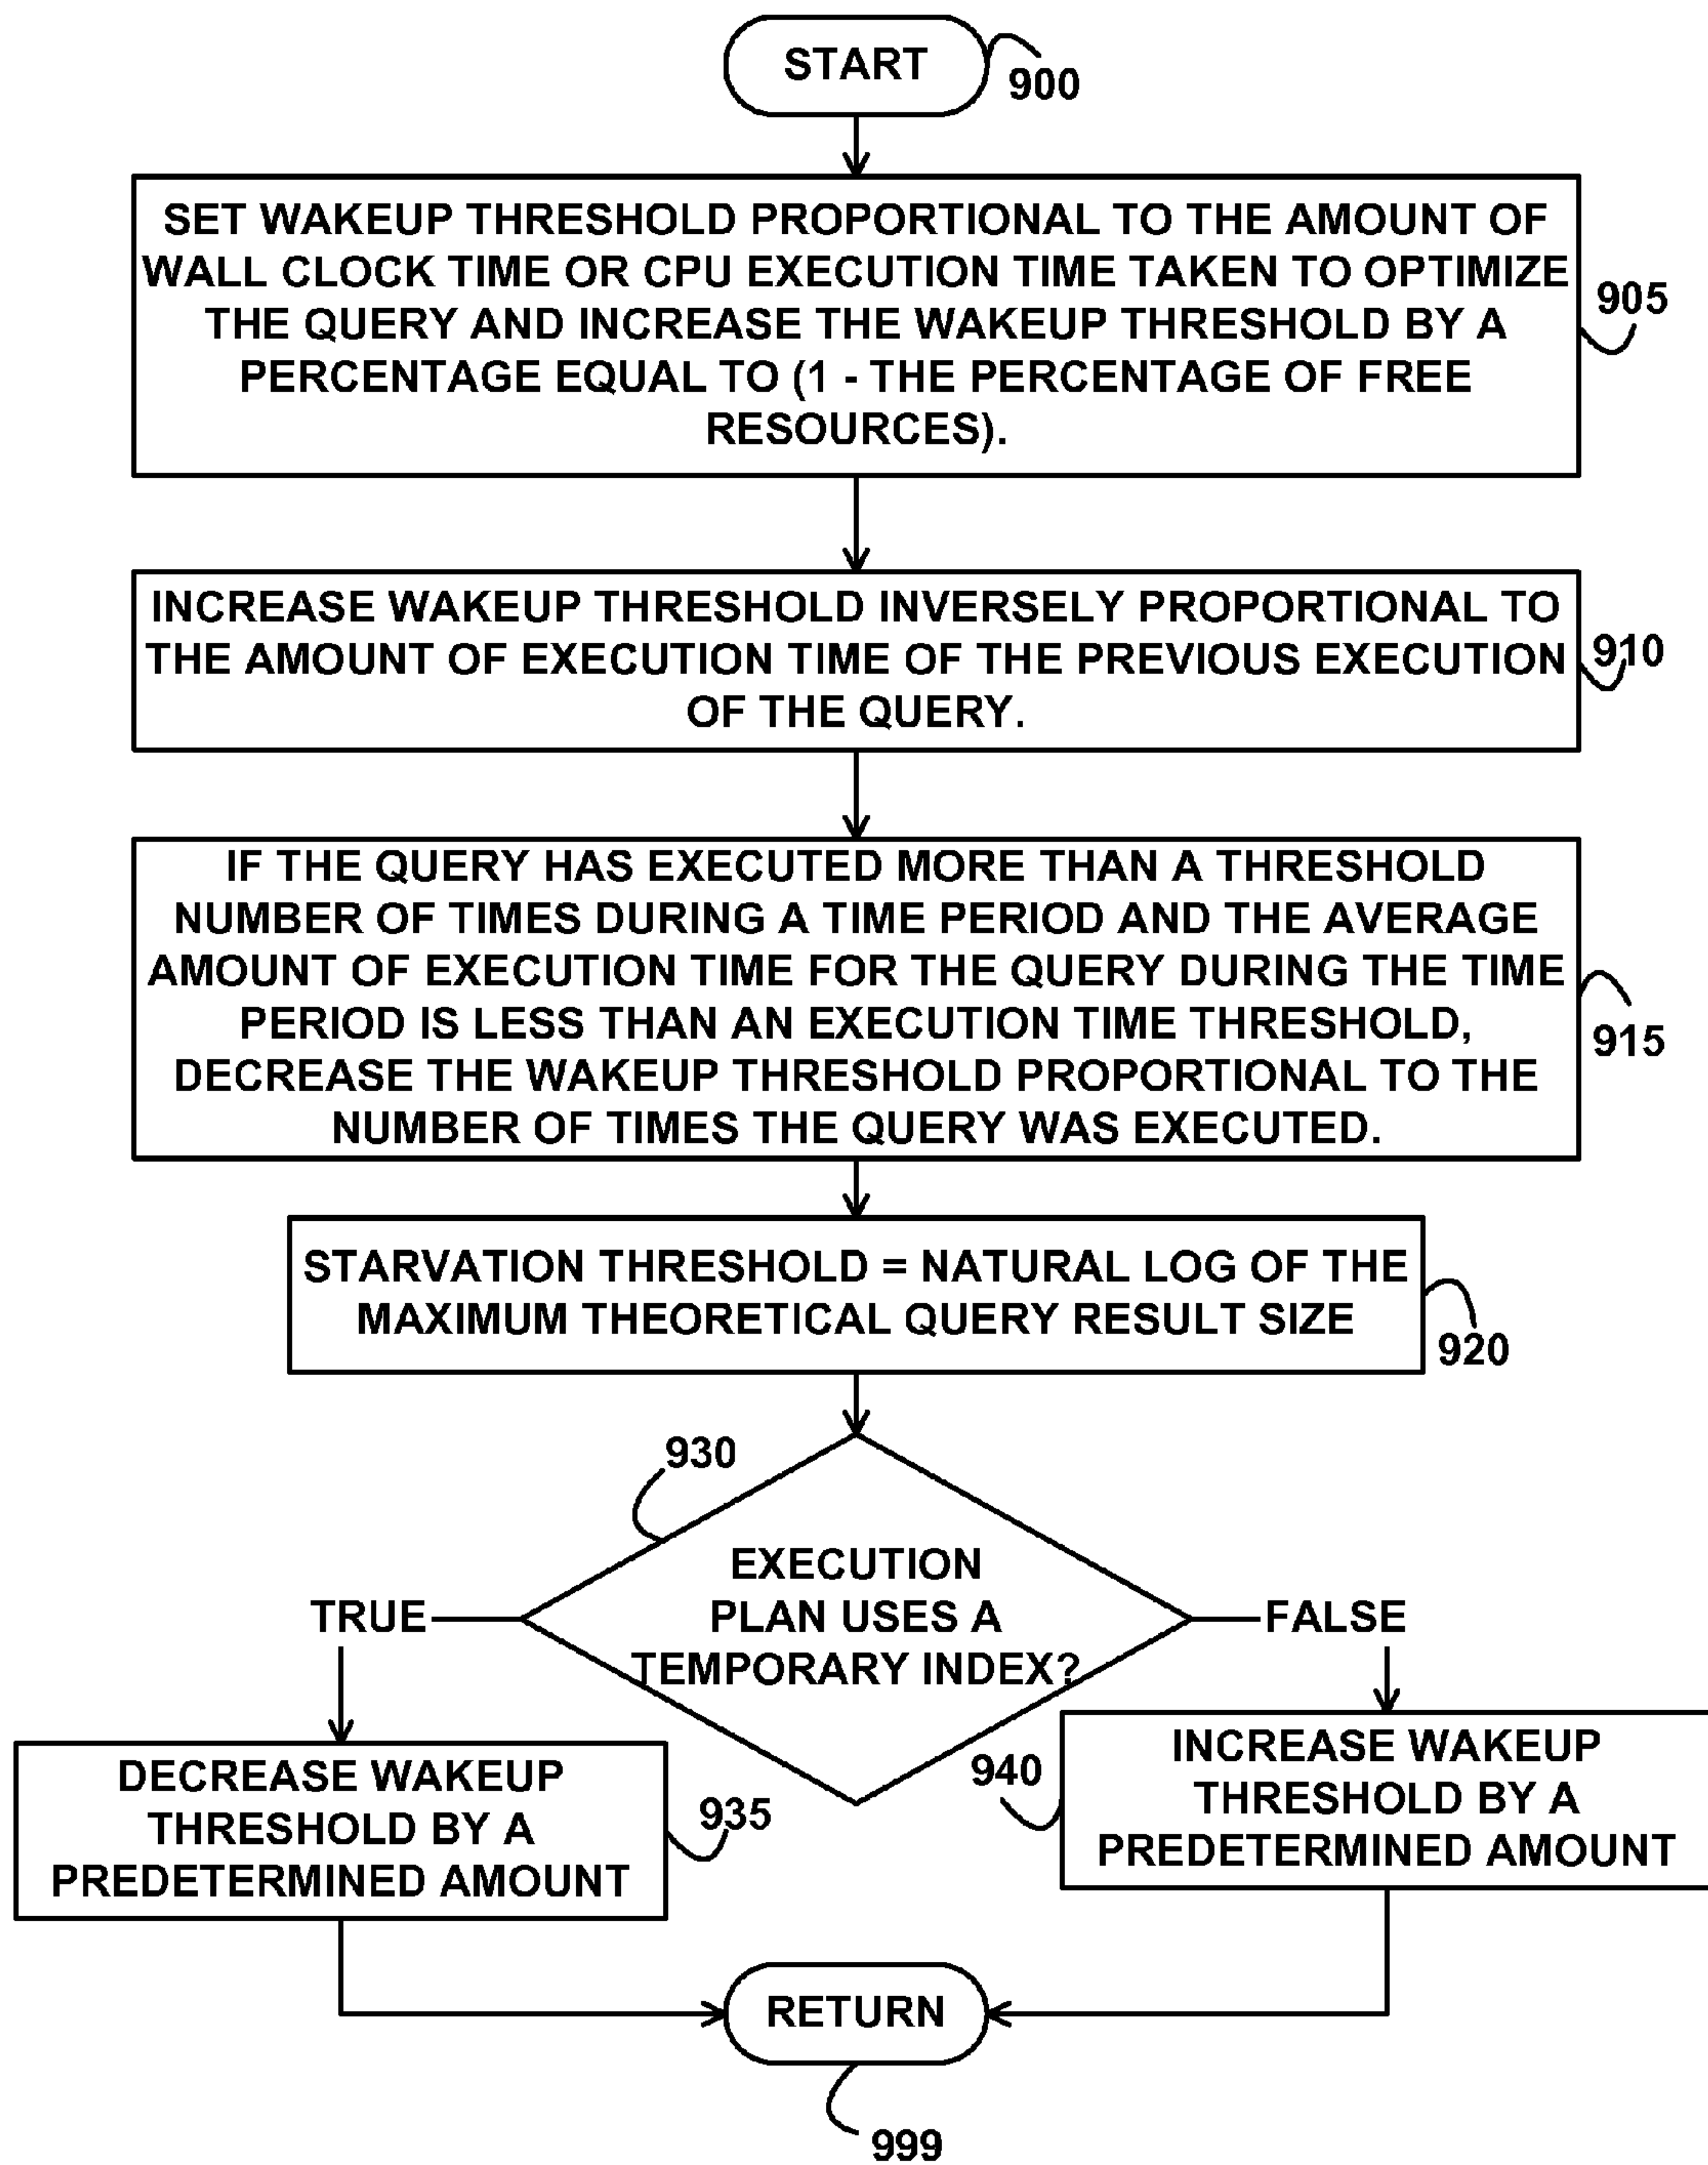 START
900
SET WAKEUP THRESHOLD PROPORTIONAL TO THE AMOUNT OF
WALL CLOCK TIME OR CPU EXECUTION TIME TAKEN TO OPTIMIZE
THE QUERY AND INCREASE THE WAKEUP THRESHOLD BY A
PERCENTAGE EQUAL TO (1 - THE PERCENTAGE OF FREE
RESOURCES).
905
INCREASE WAKEUP THRESHOLD INVERSELY PROPORTIONAL TO
THE AMOUNT OF EXECUTION TIME OF THE PREVIOUS EXECUTION
OF THE QUERY.
910
IF THE QUERY HAS EXECUTED MORE THAN A THRESHOLD
NUMBER OF TIMES DURING A TIME PERIOD AND THE AVERAGE
AMOUNT OF EXECUTION TIME FOR THE QUERY DURING THE TIME
PERIOD IS LESS THAN AN EXECUTION TIME THRESHOLD,
DECREASE THE WAKEUP THRESHOLD PROPORTIONAL TO THE
NUMBER OF TIMES THE QUERY WAS EXECUTED.
915
STARVATION THRESHOLD = NATURAL LOG OF THE
MAXIMUM THEORETICAL QUERY RESULT SIZE
920
930
EXECUTION
PLAN USES A
TEMPORARY INDEX?
TRUE
FALSE
DECREASE WAKEUP
THRESHOLD BY A
PREDETERMINED AMOUNT
935
940
INCREASE WAKEUP
THRESHOLD BY A
PREDETERMINED AMOUNT
RETURN
999